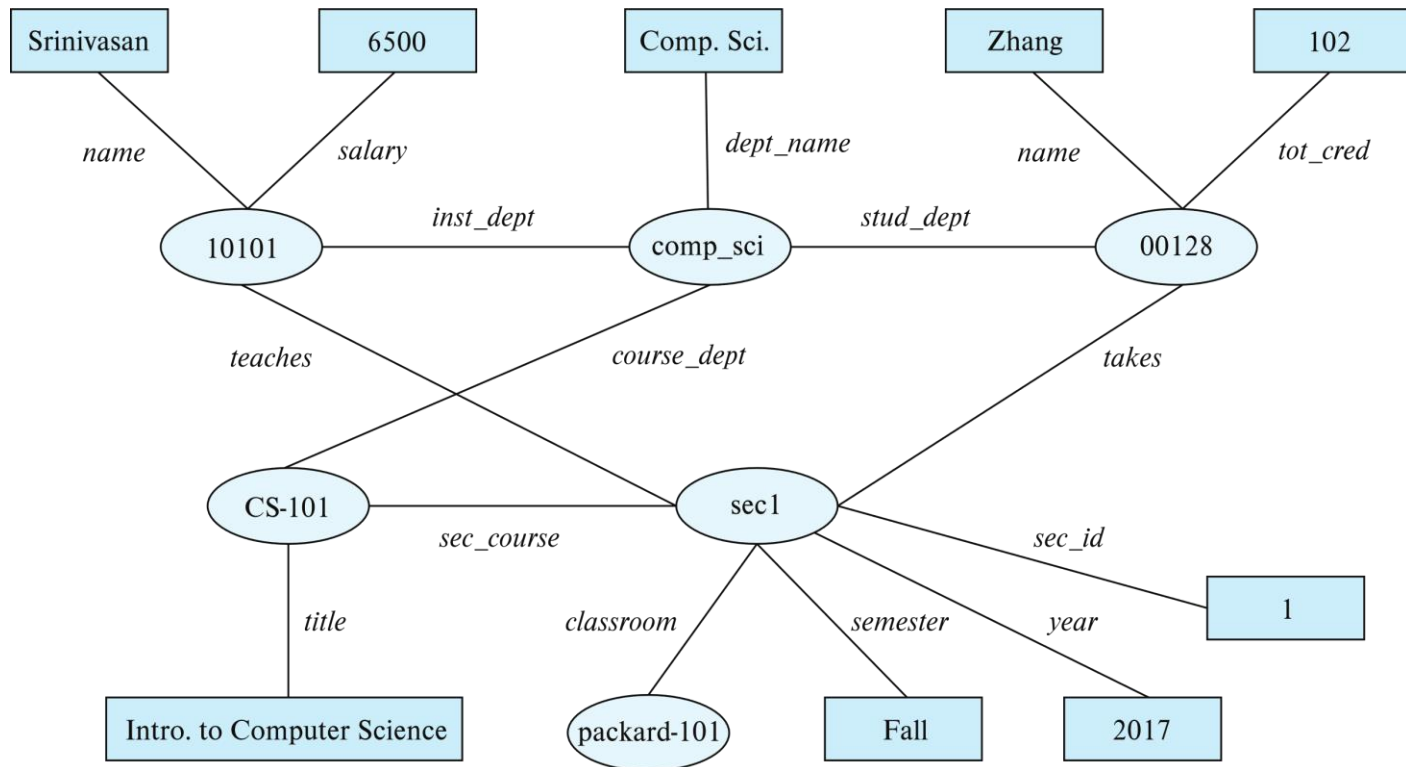 Srinivasan
6500
Comp. Sci.
Zhang
102
name
salary
dept_name
name
tot_cred
10101
inst_dept
comp_sci
stud_dept
00128
teaches
course_dept
takes
CS-101
sec_course
sec1
sec_id
title
classroom
semester
year
1
Intro. to Computer Science
packard-101
Fall
2017